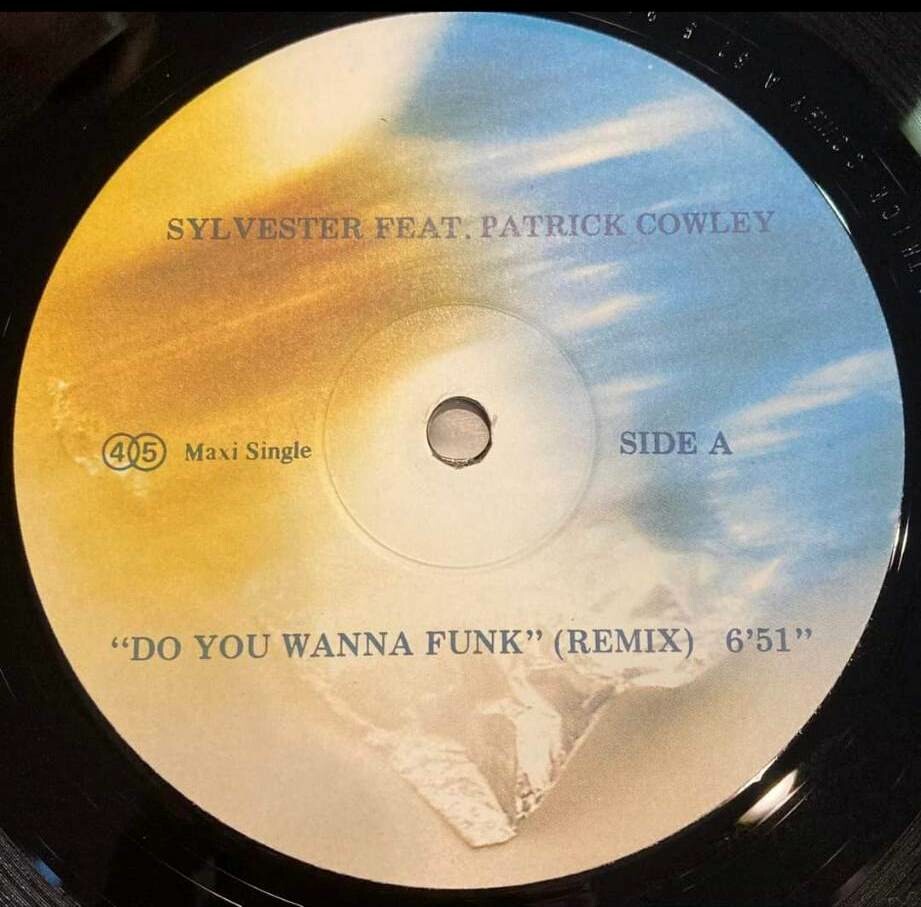 SYLVESTER FEAT. PATRICK COWLEY
45 Maxi Single
SIDE A
“DO YOU WANNA FUNK” (REMIX) 6’51”